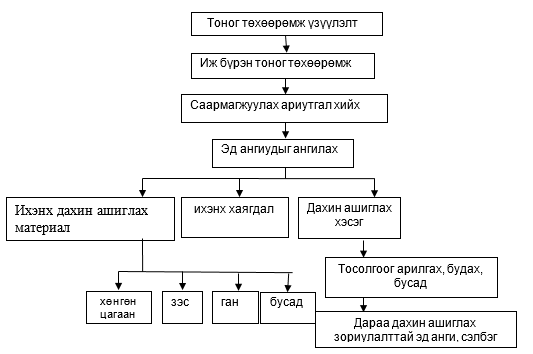 Тоног төхөөрөмж үзүүлэлт
Иж бүрэн тоног төхөөрөмж
Саармагжуулах ариутгал хийх
Эд ангиудыг ангилах
Ихэнх дахин ашиглах
материал
ихэнх хаягдал
Дахин ашиглах
хэсэг
Тосолгоог арилгах, будах,
бусад
хөнгөн
цагаан
зэс
ган
бусад
Дараа дахин ашиглах
зориулалттай эд анги, сэлбэг